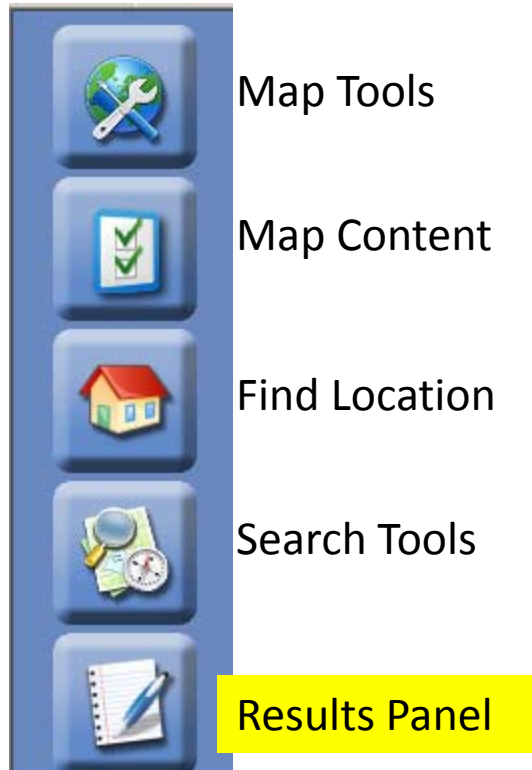 Map Tools
Map Content
Find Location
Search Tools
Results Panel